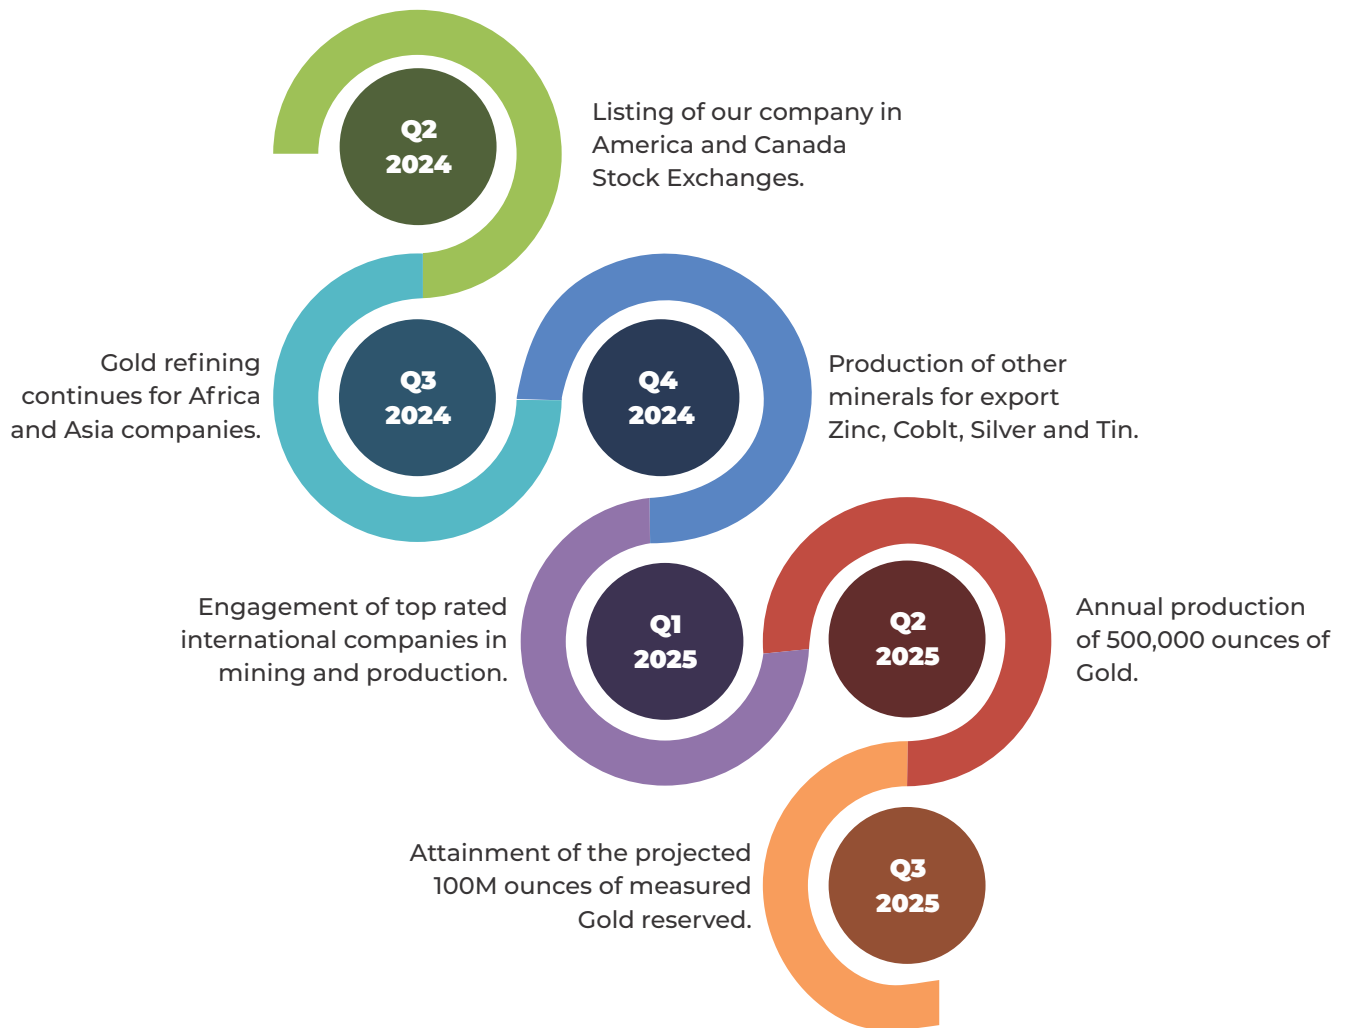 Q2
2024
Listing of our company in
America and Canada
Stock Exchanges.
Gold refining
continues for Africa
and Asia companies.
Q3
2024
Q4
2024
Production of other
minerals for export
Zinc, Coblt, Silver and Tin.
Engagement of top rated
international companies in
mining and production.
Q1
2025
Q2
2025
Annual production
of 500,000 ounces of
Gold.
Attainment of the projected
100M ounces of measured
Gold reserved.
Q3
2025